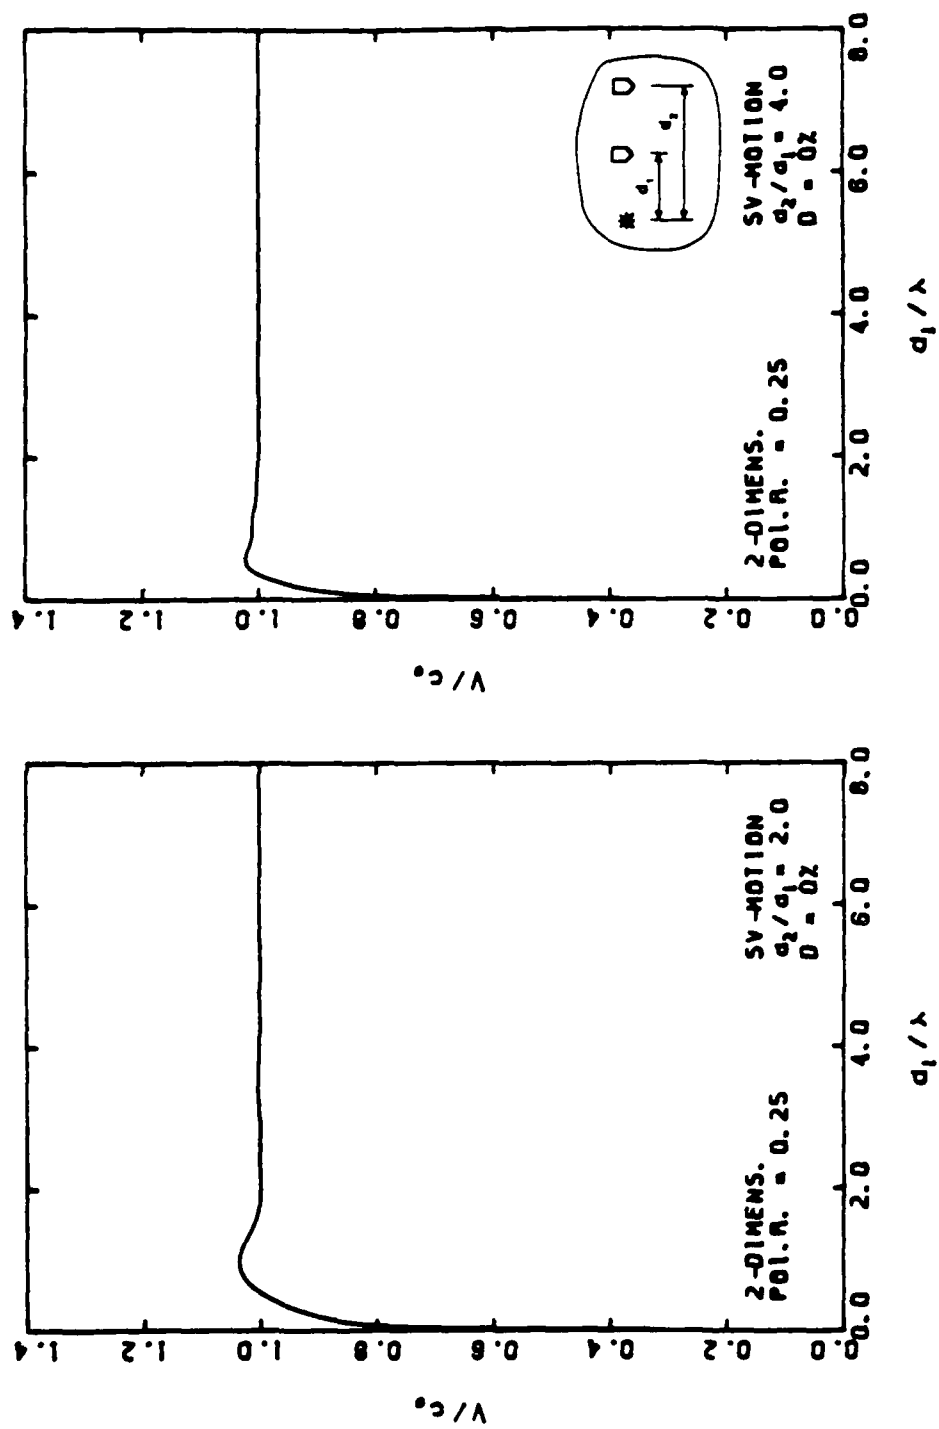 V/c₀
1.4
1.2
1.0
0.8
0.6
0.4
0.2
0.0
2-DIMENS.
POI.R. = 0.25
SV-MOTION
d₂/d₁ = 2.0
D = 0%
0.0 2.0 4.0 6.0 8.0
d₁/λ
V/c₀
1.4
1.2
1.0
0.8
0.6
0.4
0.2
0.0
d₁
d₂
2-DIMENS.
POI.R. = 0.25
SV-MOTION
d₂/d₁ = 4.0
D = 0%
0.0 2.0 4.0 6.0 8.0
d₁/λ